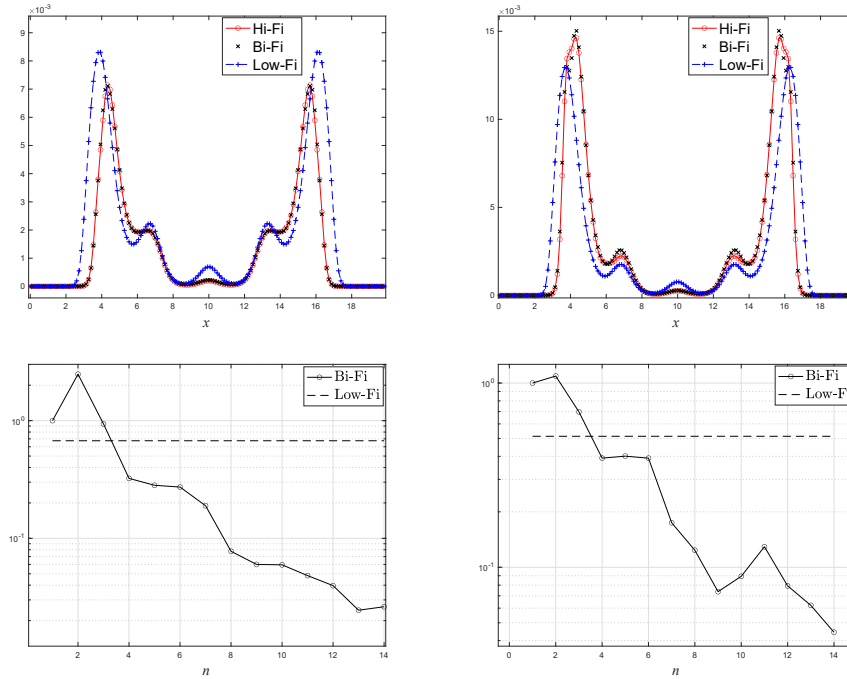 ×10⁻³
9
8
7
6
5
4
3
2
1
0
0 2 4 6 8 10 12 14 16 18
x
Hi-Fi
Bi-Fi
Low-Fi
×10⁻³
15
10
5
0
0 2 4 6 8 10 12 14 16 18
x
Hi-Fi
Bi-Fi
Low-Fi
10⁰
10⁻¹
2 4 6 8 10 12 14
n
Bi-Fi
Low-Fi
10⁰
10⁻¹
0 2 4 6 8 10 12 14
n
Bi-Fi
Low-Fi